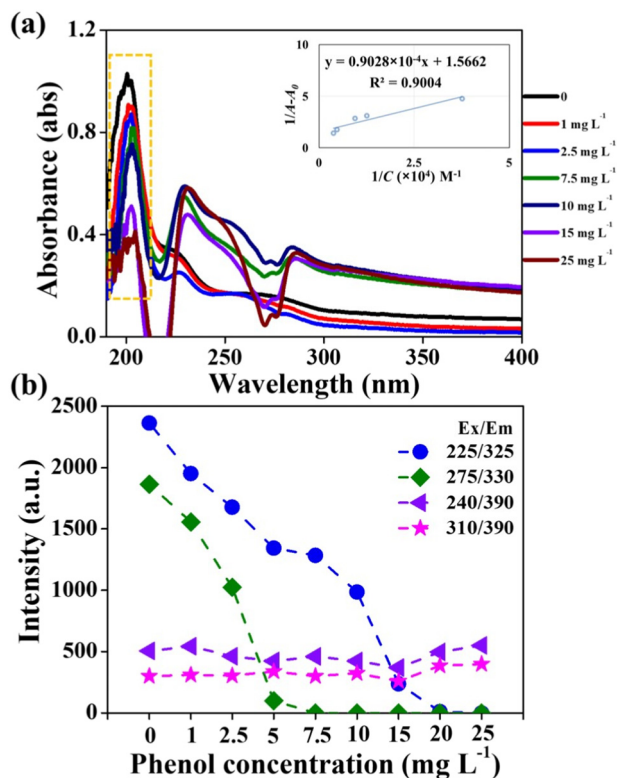 (a)
1.2
0.8
0.4
0.0
Absorbance (abs)
200 250 300 350 400
Wavelength (nm)
10
5
0
1/A-A₀
y = 0.9028×10⁻⁴x + 1.5662
R² = 0.9004
0 2.5 5
1/C (×10⁴) M⁻¹
0
1 mg L⁻¹
2.5 mg L⁻¹
7.5 mg L⁻¹
10 mg L⁻¹
15 mg L⁻¹
25 mg L⁻¹
(b)
2500
2000
1500
1000
500
0
Intensity (a.u.)
Ex/Em
225/325
275/330
240/390
310/390
0 1 2.5 5 7.5 10 15 20 25
Phenol concentration (mg L⁻¹)